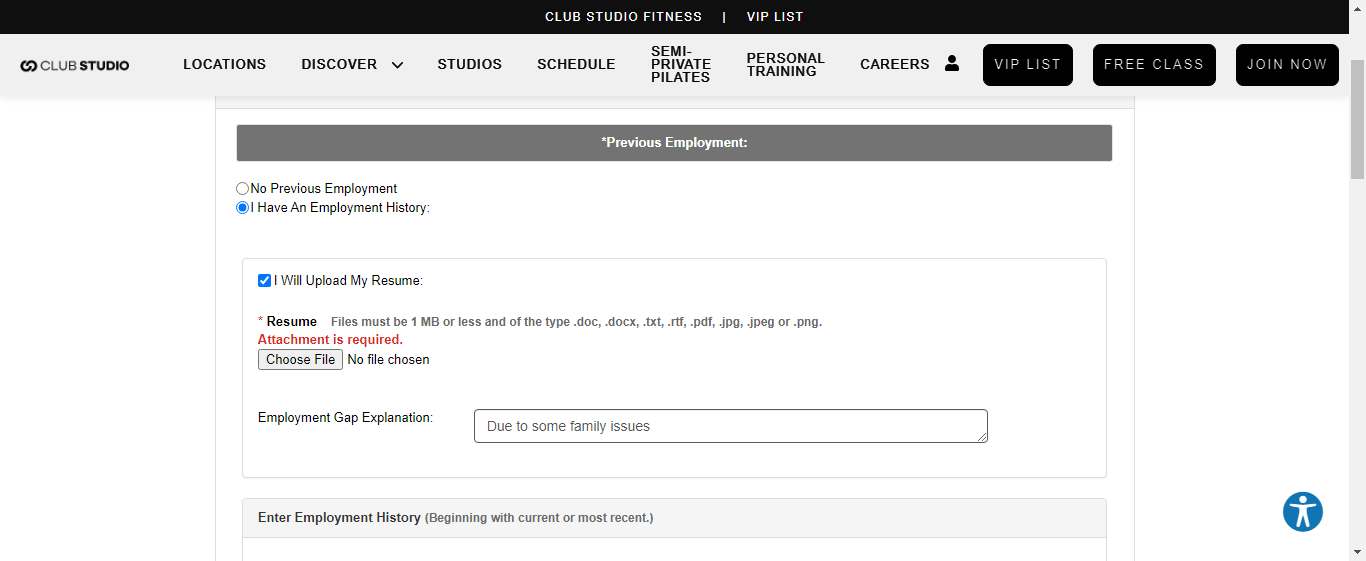 CLUB STUDIO FITNESS | VIP LIST
CLUB STUDIO
LOCATIONS
DISCOVER
STUDIOS
SCHEDULE
SEMI-
PRIVATE
PILATES
PERSONAL
TRAINING
CAREERS
VIP LIST
FREE CLASS
JOIN NOW
*Previous Employment:
No Previous Employment
I Have An Employment History:
I Will Upload My Resume:
* Resume Files must be 1 MB or less and of the type .doc, .docx, .txt, .rtf, .pdf, .jpg, .jpeg or .png.
Attachment is required.
Choose File No file chosen
Employment Gap Explanation: Due to some family issues
Enter Employment History (Beginning with current or most recent.)